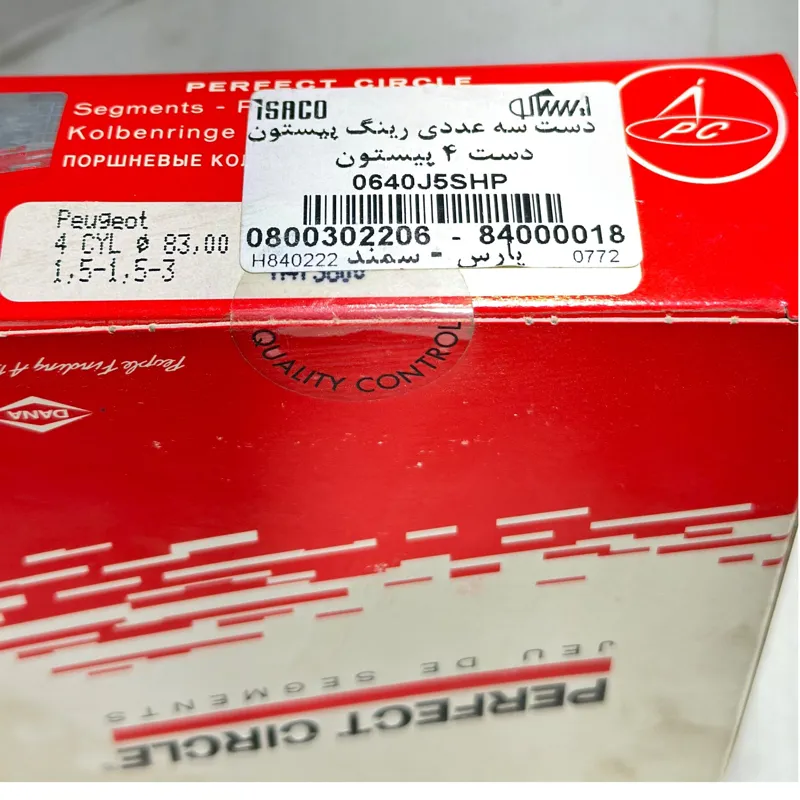 PERFECT CIRCLE
Segments -
Kolbenringe
ПОРШНЕВЫЕ
iSACO
ایساکو
دست سه عددی رینگ پیستون
دست ۴ پیستون
0640J5SHP
0800302206 - 84000018
H840222 پارس - سمند 0772
PC
Peugeot
4 CYL ø 83,00
1,5-1,5-3
QUALITY CONTROL
People Finding A
DANA
JEU DE SEGMENTS
PERFECT CIRCLE